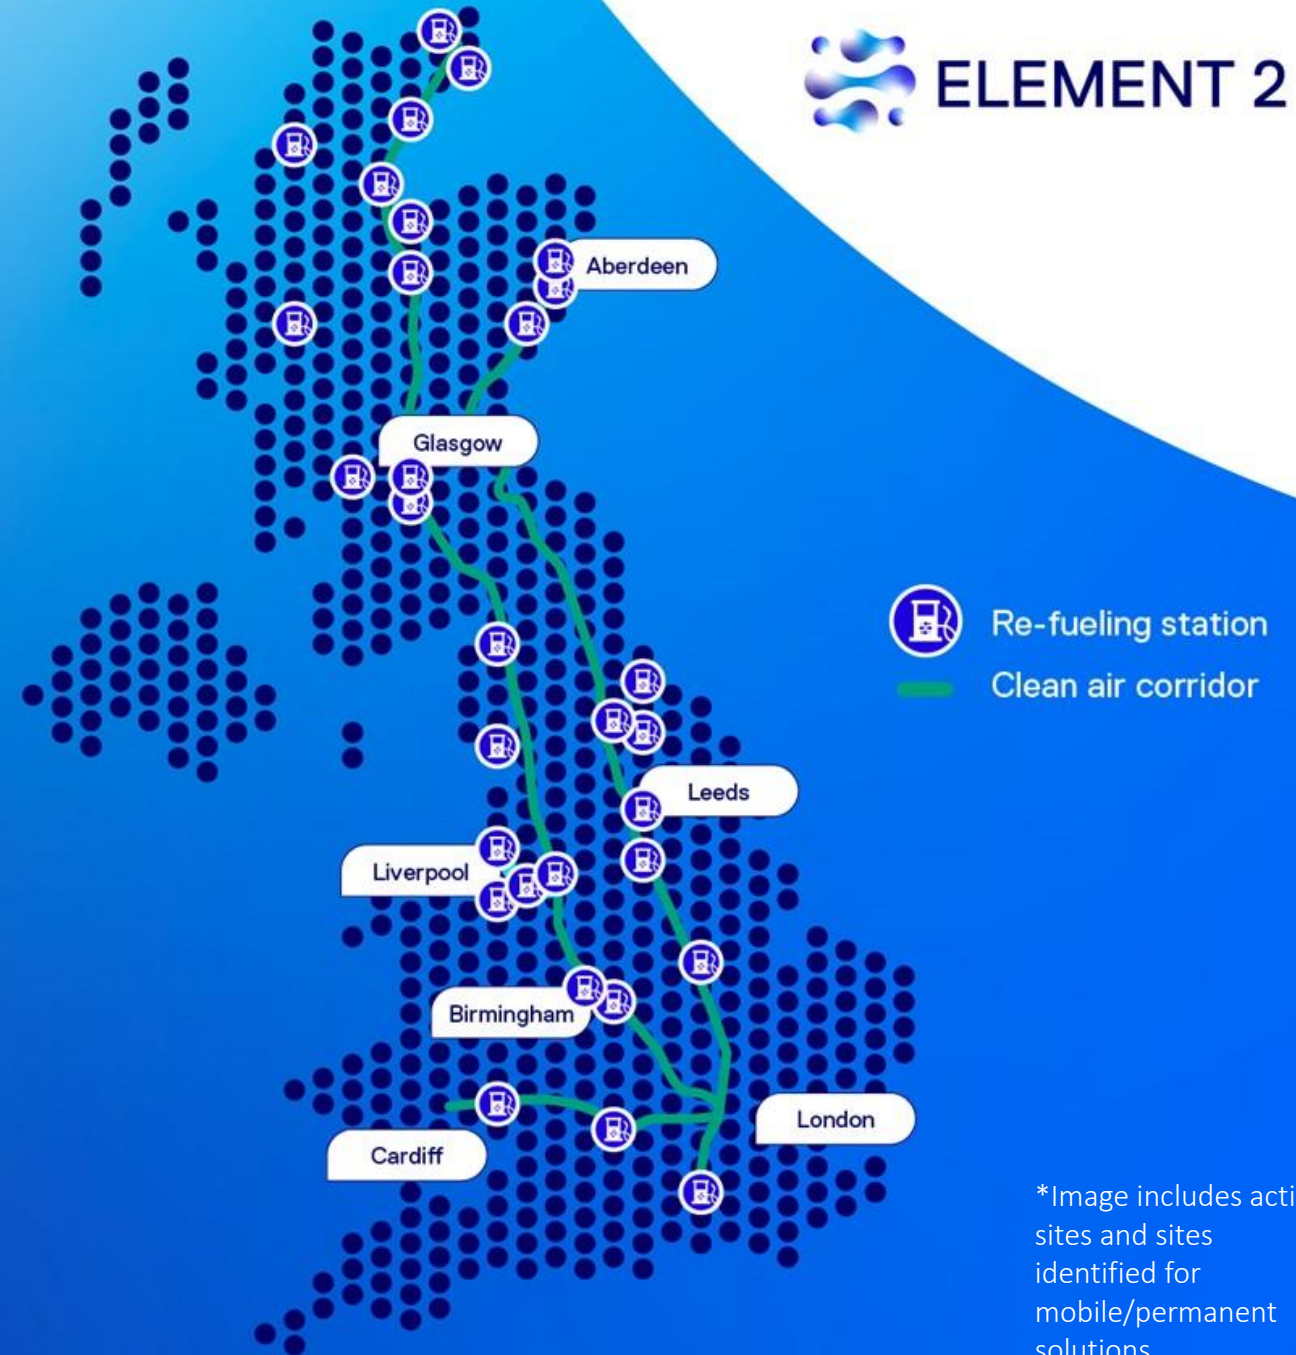 ELEMENT 2
Aberdeen
Glasgow
Re-fueling station
Clean air corridor
Leeds
Liverpool
Birmingham
London
Cardiff
*Image includes acti
sites and sites
identified for
mobile/permanent
solutions